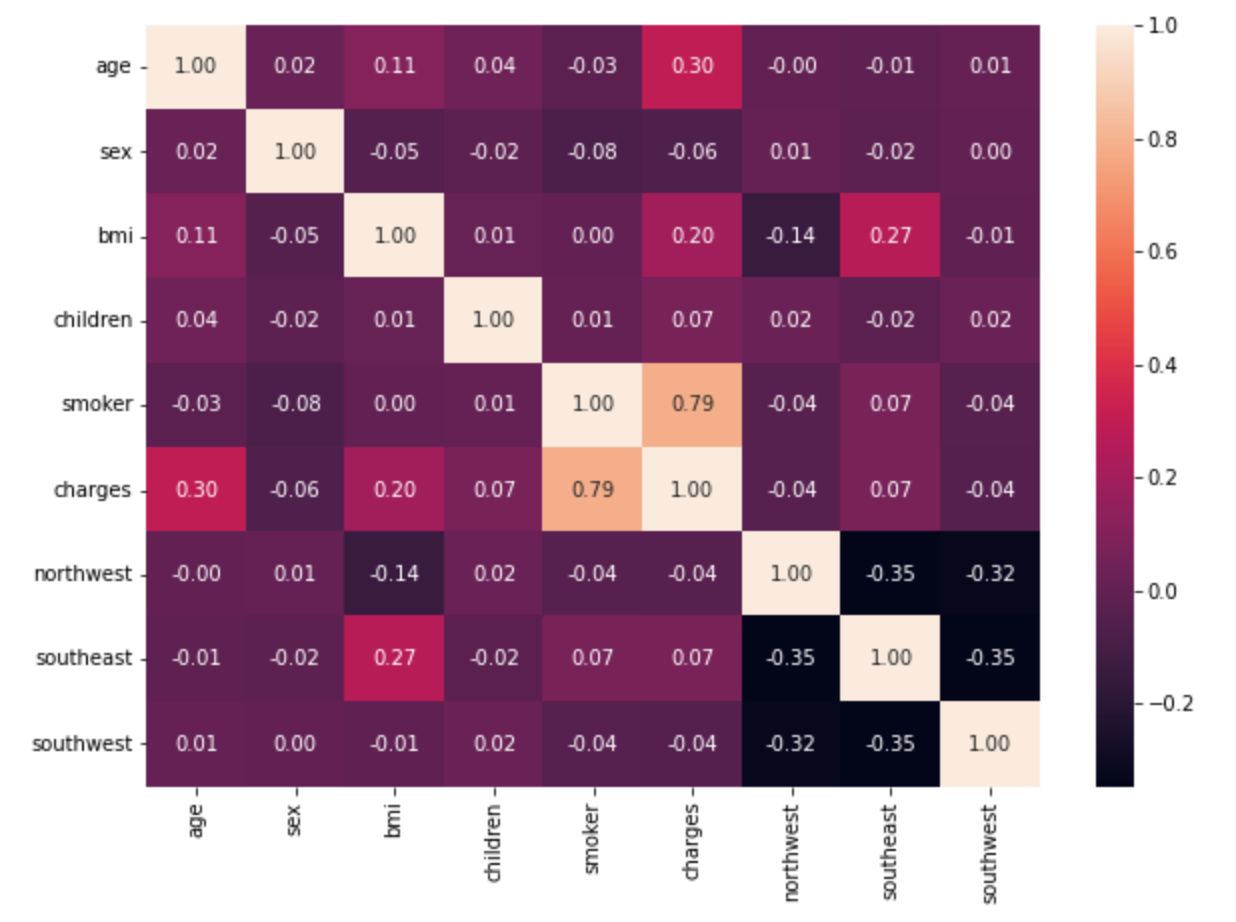 age 1.00 0.02 0.11 0.04 -0.03 0.30 -0.00 -0.01 0.01
sex 0.02 1.00 -0.05 -0.02 -0.08 -0.06 0.01 -0.02 0.00
bmi 0.11 -0.05 1.00 0.01 0.00 0.20 -0.14 0.27 -0.01
children 0.04 -0.02 0.01 1.00 0.01 0.07 0.02 -0.02 0.02
smoker -0.03 -0.08 0.00 0.01 1.00 0.79 -0.04 0.07 -0.04
charges 0.30 -0.06 0.20 0.07 0.79 1.00 -0.04 0.07 -0.04
northwest -0.00 0.01 -0.14 0.02 -0.04 -0.04 1.00 -0.35 -0.32
southeast -0.01 -0.02 0.27 -0.02 0.07 0.07 -0.35 1.00 -0.35
southwest 0.01 0.00 -0.01 0.02 -0.04 -0.04 -0.32 -0.35 1.00
age sex bmi children smoker charges northwest southeast southwest
1.0
0.8
0.6
0.4
0.2
0.0
−0.2